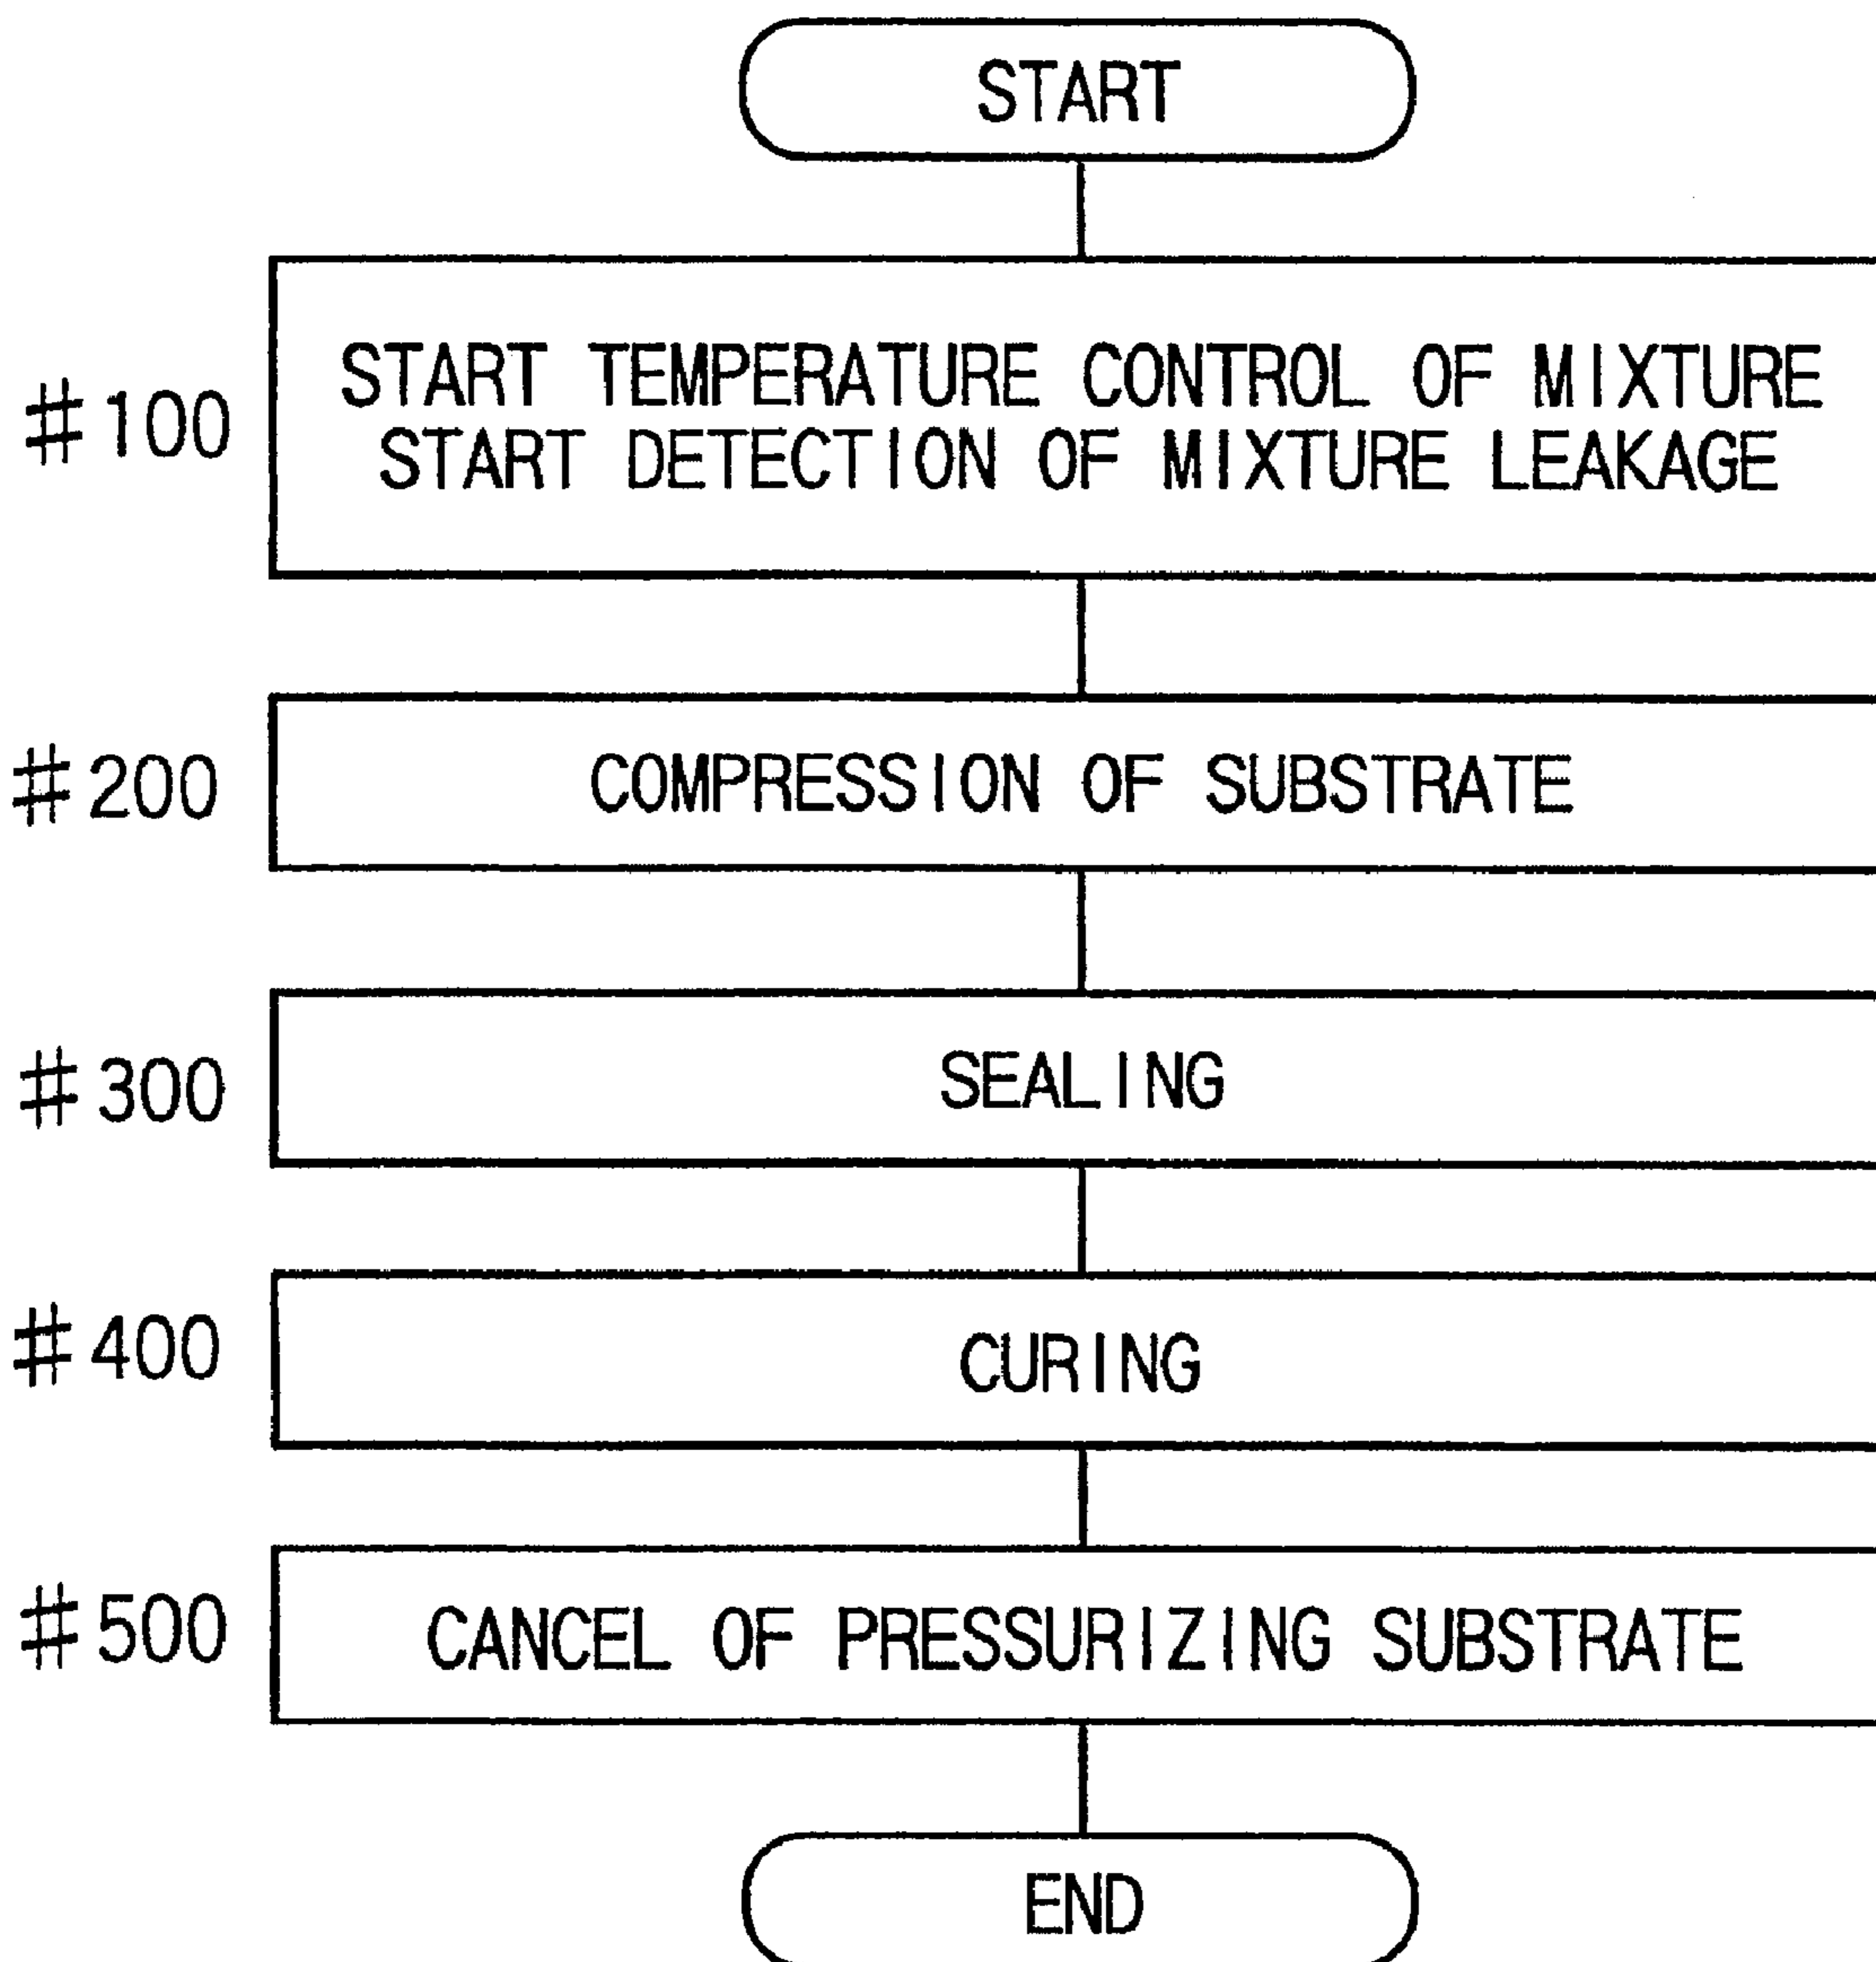 START
#100
START TEMPERATURE CONTROL OF MIXTURE
START DETECTION OF MIXTURE LEAKAGE
#200
COMPRESSION OF SUBSTRATE
#300
SEALING
#400
CURING
#500
CANCEL OF PRESSURIZING SUBSTRATE
END